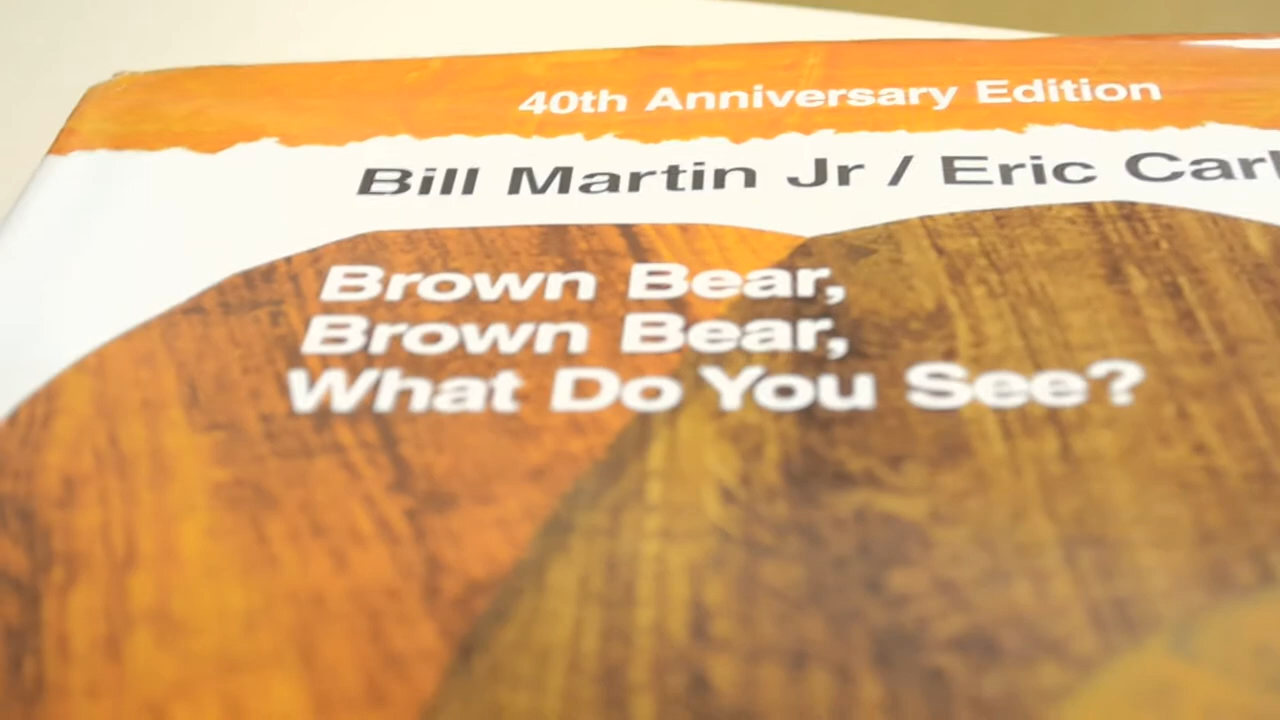 40th Anniversary Edition
Bill Martin Jr / Eric Carl
Brown Bear,
Brown Bear,
What Do You See?